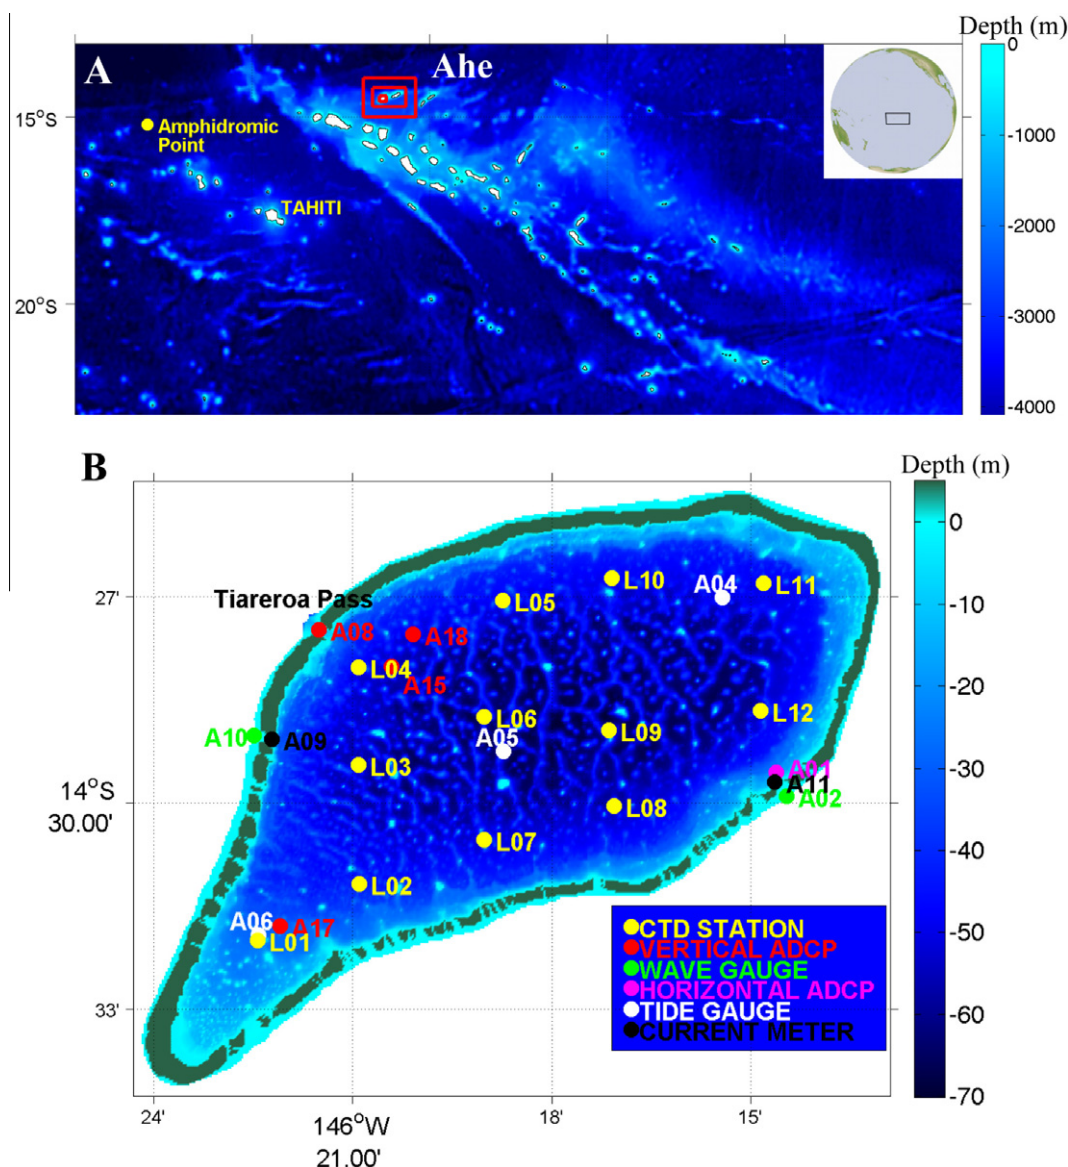 Depth (m)
A
Ahe
0
15°S
Amphidromic
Point
-1000
TAHITI
-2000
20°S
-3000
-4000
B
Depth (m)
0
L10
A04
L11
27'
Tiareroa Pass
L05
-10
A08
A18
L04
A15
-20
L06
L12
A10
A09
A05
L09
-30
L03
A01
A11
14°S
L08
A02
30.00'
L07
-40
L02
A06
A17
L01
CTD STATION
VERTICAL ADCP
-50
WAVE GAUGE
HORIZONTAL ADCP
33'
TIDE GAUGE
-60
CURRENT METER
-70
24'
146°W
18'
15'
21.00'